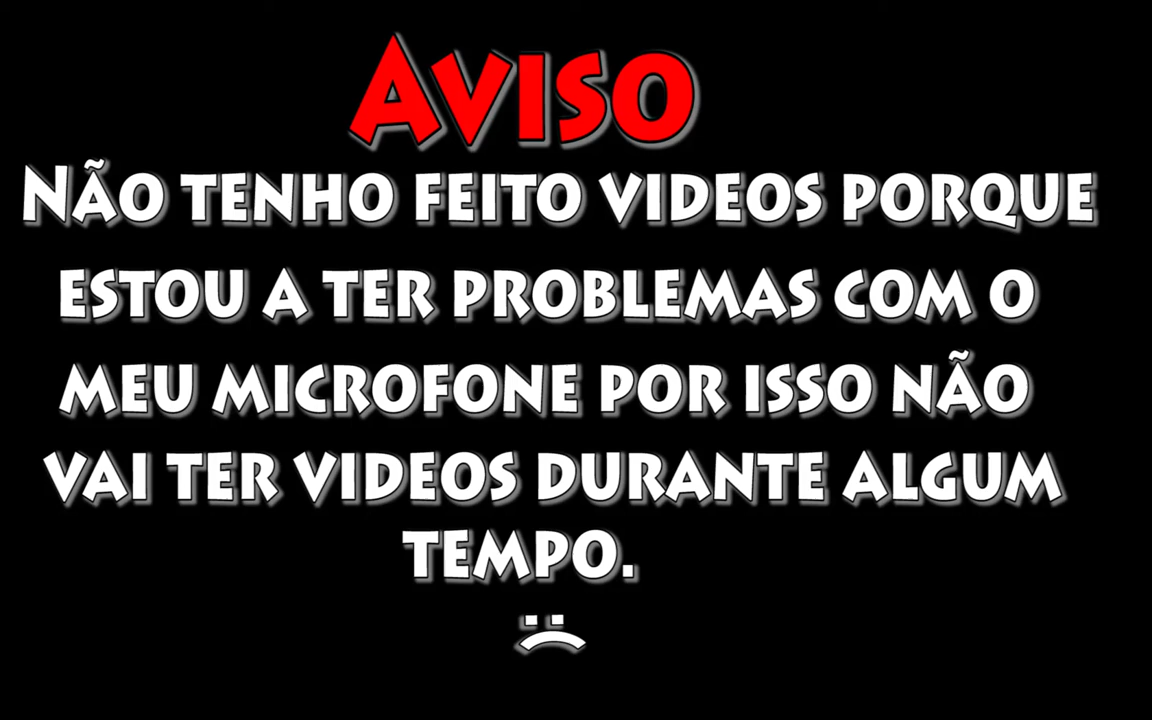 Aviso
Não tenho feito videos porque
estou a ter problemas com o
meu microfone por isso não
vai ter videos durante algum
tempo.
:(